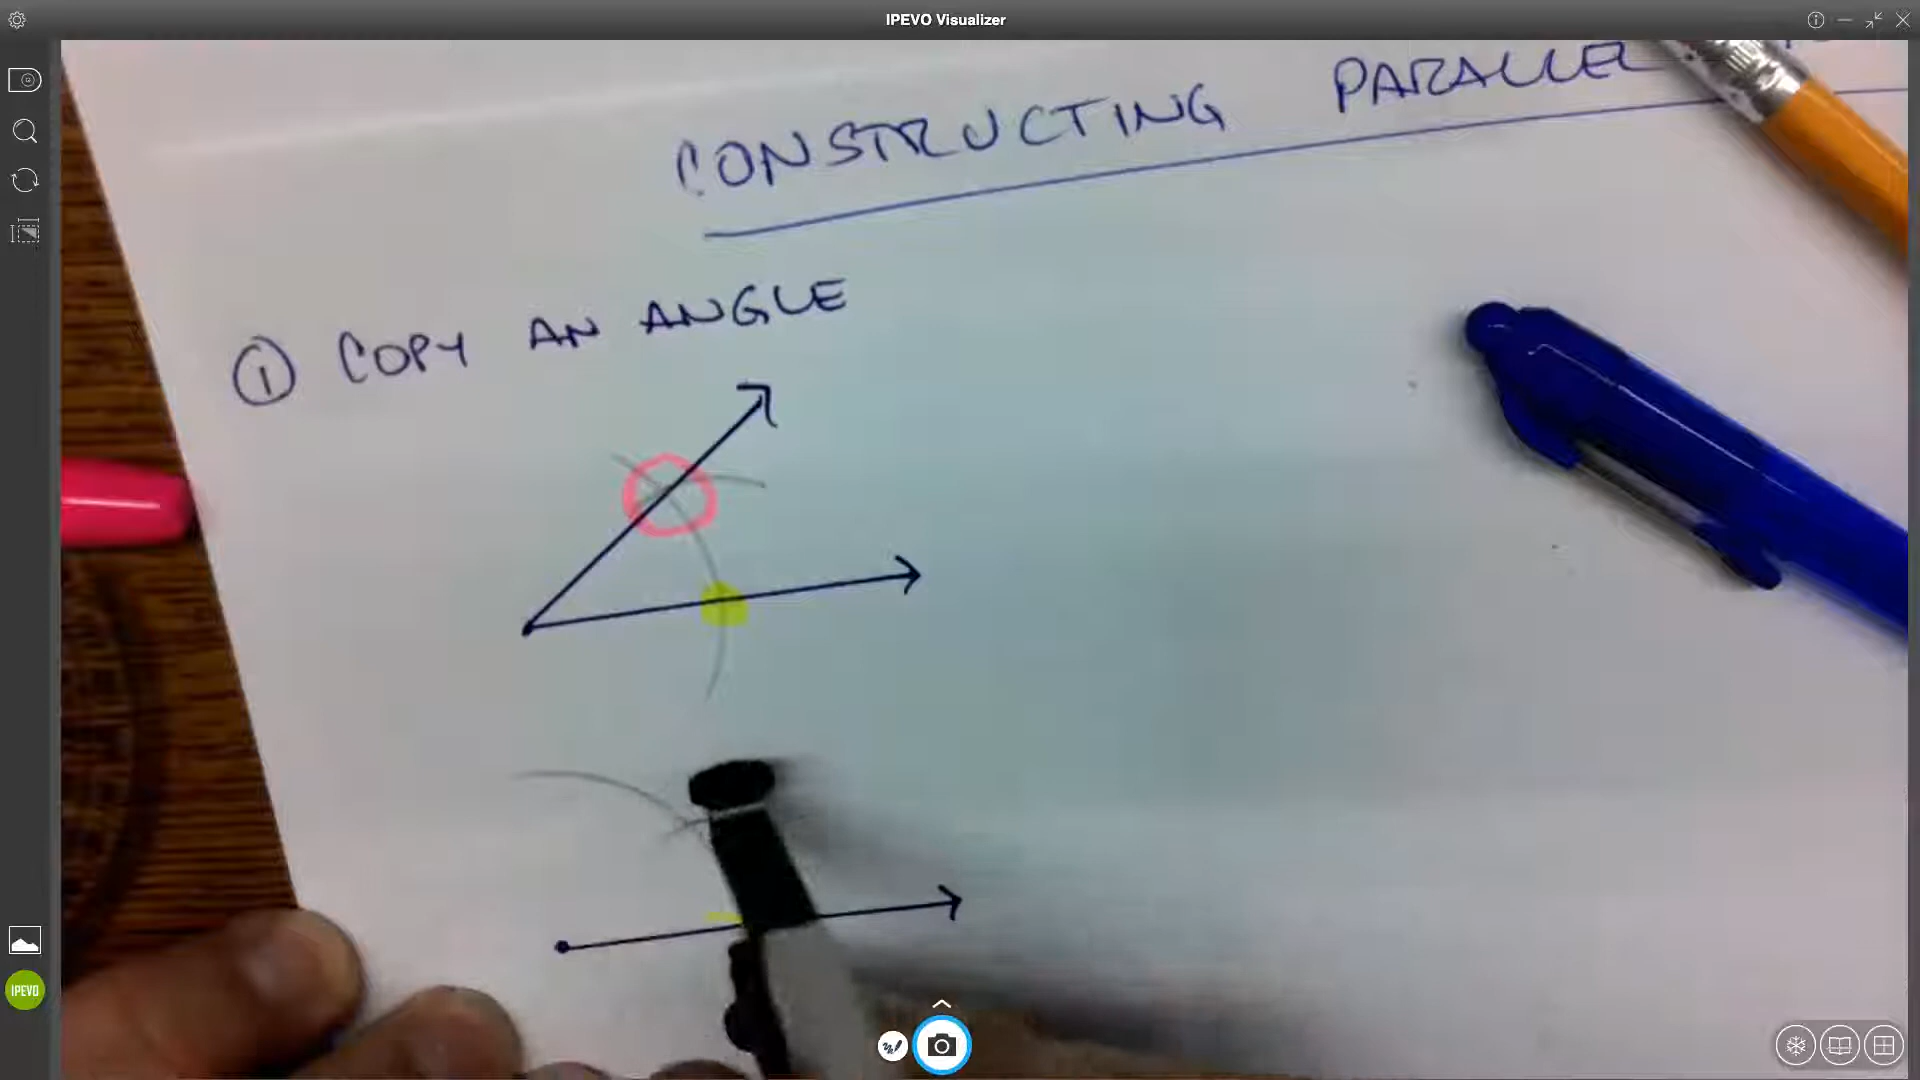 IPEVO Visualizer
CONSTRUCTING PARALLEL
① COPY AN ANGLE
IPEVO